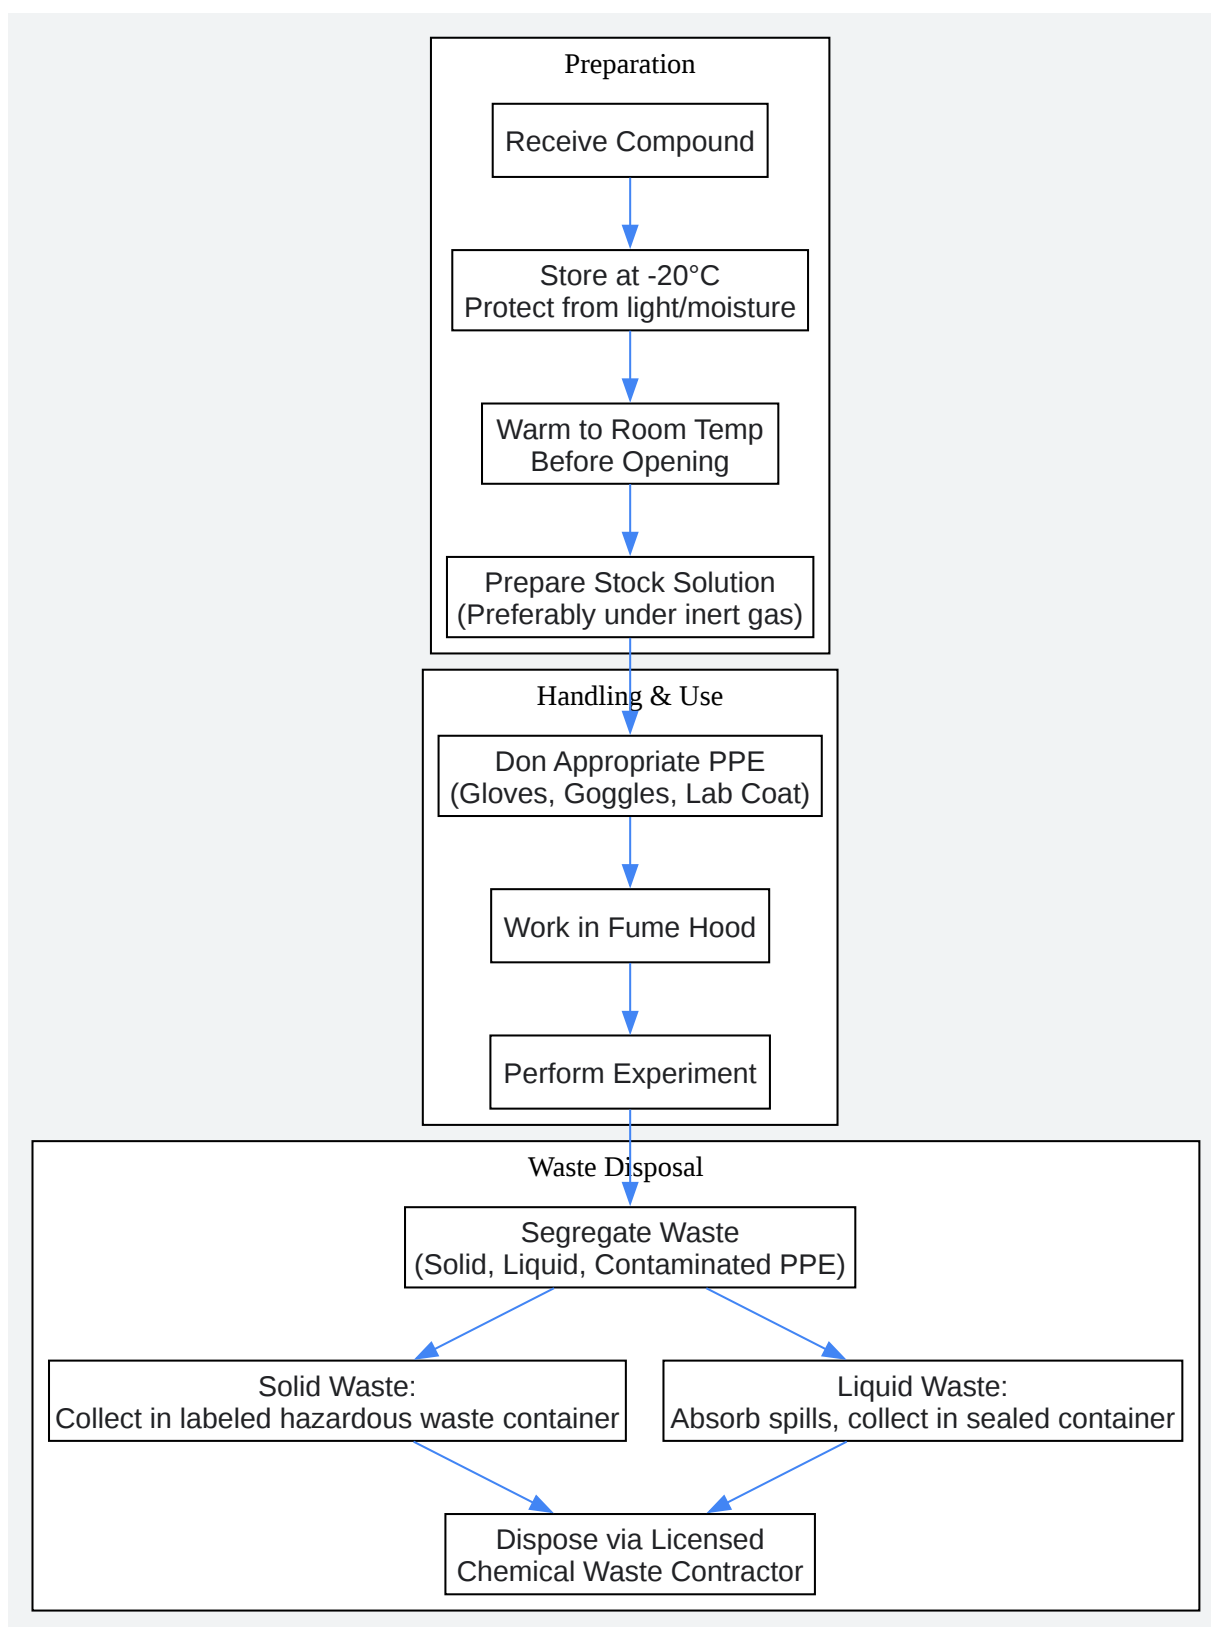 Preparation
Receive Compound
Store at -20°C
Protect from light/moisture
Warm to Room Temp
Before Opening
Prepare Stock Solution
(Preferably under inert gas)
Handling & Use
Don Appropriate PPE
(Gloves, Goggles, Lab Coat)
Work in Fume Hood
Perform Experiment
Waste Disposal
Segregate Waste
(Solid, Liquid, Contaminated PPE)
Solid Waste:
Collect in labeled hazardous waste container
Liquid Waste:
Absorb spills, collect in sealed container
Dispose via Licensed
Chemical Waste Contractor